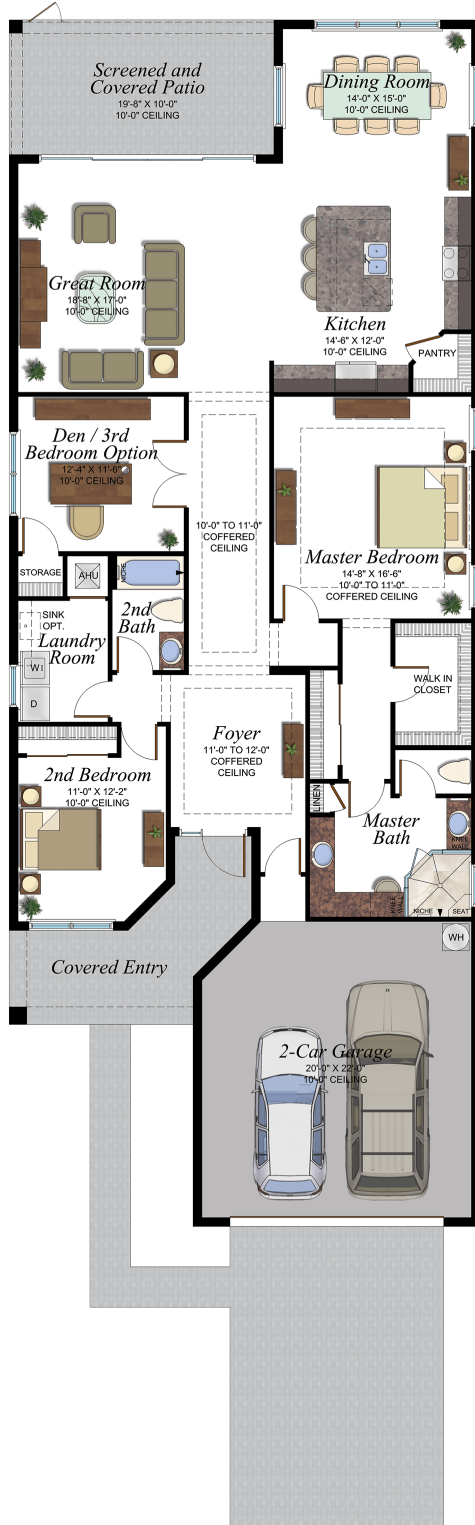 Screened and
Covered Patio
19'-8" X 10'-0"
10'-0" CEILING
Dining Room
14'-0" X 15'-0"
10'-0" CEILING
Great Room
18'-8" X 17'-0"
10'-0" CEILING
Kitchen
14'-6" X 12'-0"
10'-0" CEILING
PANTRY
Den / 3rd
Bedroom Option
12'-4" X 11'-6"
10'-0" CEILING
10'-0" TO 11'-0"
COFFERED
CEILING
Master Bedroom
14'-8" X 16'-6"
10'-0" TO 11'-0"
COFFERED CEILING
STORAGE
AHU
NICHE
2nd
Bath
SINK
OPT.
Laundry
Room
W
D
WALK IN
CLOSET
Foyer
11'-0" TO 12'-0"
COFFERED
CEILING
2nd Bedroom
11'-0" X 12'-2"
10'-0" CEILING
LINEN
Master
Bath
KNEE
WALL
KNEE
WALL
NICHE
SEAT
WH
Covered Entry
2-Car Garage
20'-0" X 22'-0"
10'-0" CEILING